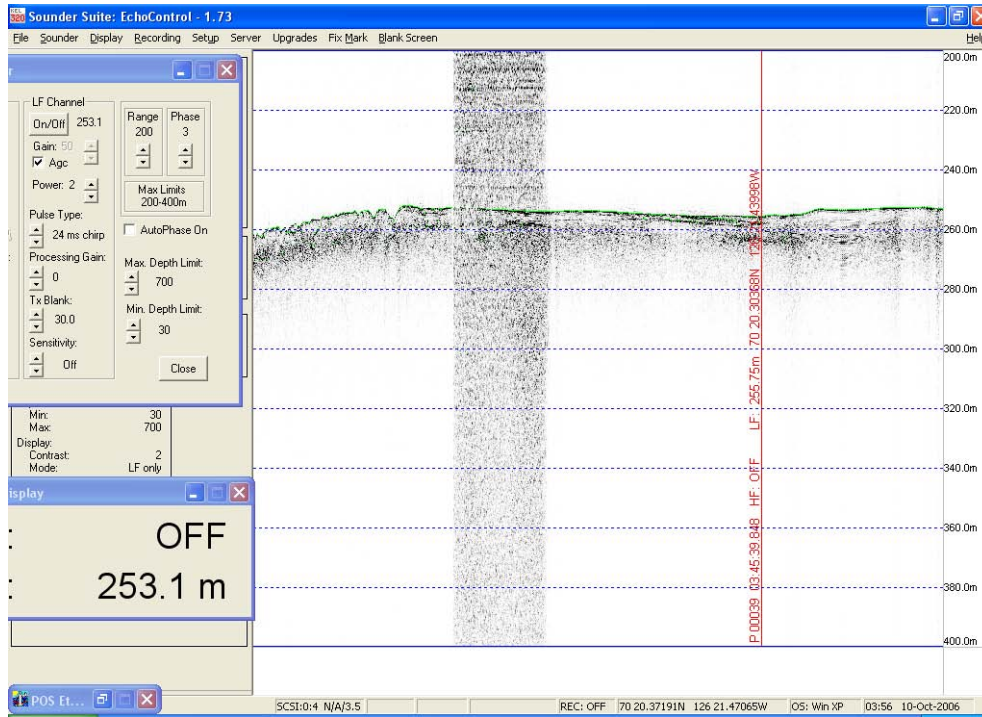 Sounder Suite: EchoControl - 1.73
File Sounder Display Recording Setup Server Upgrades Fix Mark Blank Screen Help
LF Channel
On/Off 253.1
Gain: 50
Agc
Power: 2
Pulse Type:
24 ms chirp
Processing Gain:
0
Tx Blank:
30.0
Sensitivity:
Off
Range
200
Phase
3
Max Limits
200-400m
AutoPhase On
Max. Depth Limit:
700
Min. Depth Limit:
30
Close
Min: 30
Max: 700
Display:
Contrast: 2
Mode: LF only
isplay
: OFF
: 253.1 m
POS Et...
200.0m
220.0m
240.0m
260.0m
280.0m
300.0m
320.0m
340.0m
360.0m
380.0m
400.0m
P 00039 03:45:39.848 HF: OFF LF: 255.75m 70 20.30368N
SCSI:0:4 N/A/3.5 REC: OFF 70 20.37191N 126 21.47065W OS: Win XP 03:56 10-Oct-2006